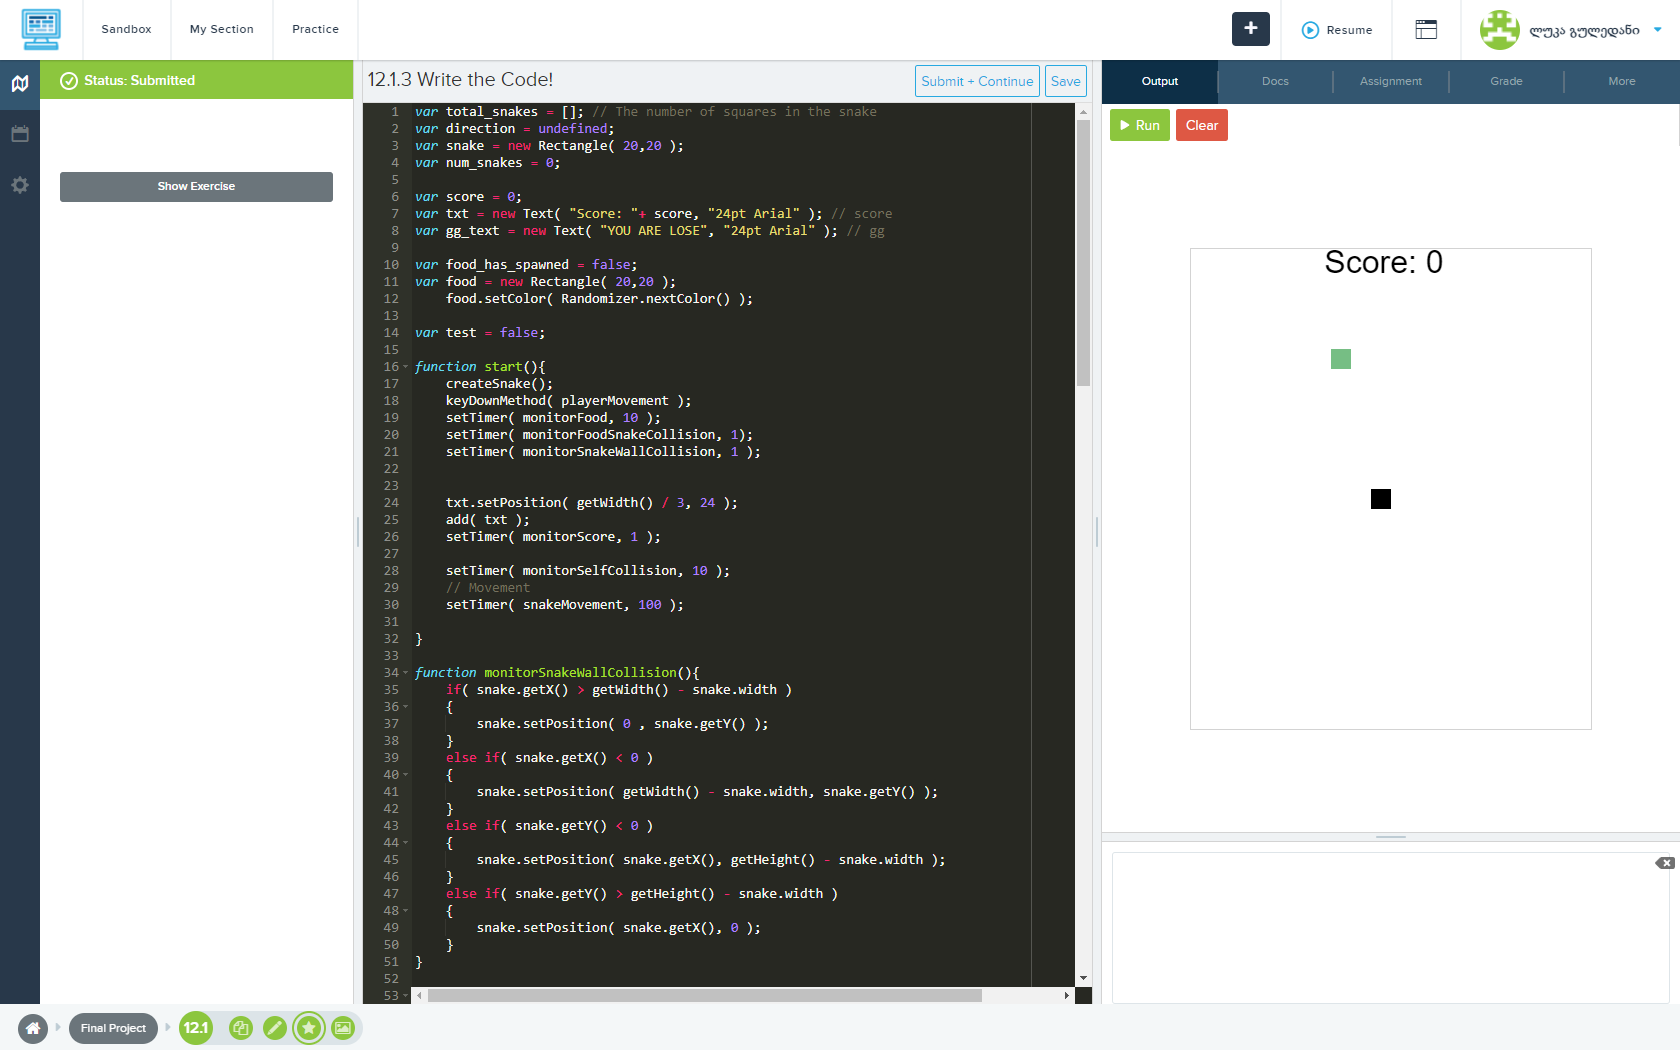 Sandbox
My Section
Practice
+
Resume
ლუკა გულედანი
Status: Submitted
Show Exercise
12.1.3 Write the Code!
Submit + Continue
Save
1 var total_snakes = []; // The number of squares in the snake
2 var direction = undefined;
3 var snake = new Rectangle( 20,20 );
4 var num_snakes = 0;
5
6 var score = 0;
7 var txt = new Text( "Score: "+ score, "24pt Arial" ); // score
8 var gg_text = new Text( "YOU ARE LOSE", "24pt Arial" ); // gg
9
10 var food_has_spawned = false;
11 var food = new Rectangle( 20,20 );
12 food.setColor( Randomizer.nextColor() );
13
14 var test = false;
15
16 function start(){
17 createSnake();
18 keyDownMethod( playerMovement );
19 setTimer( monitorFood, 10 );
20 setTimer( monitorFoodSnakeCollision, 1);
21 setTimer( monitorSnakeWallCollision, 1 );
22
23
24 txt.setPosition( getWidth() / 3, 24 );
25 add( txt );
26 setTimer( monitorScore, 1 );
27
28 setTimer( monitorSelfCollision, 10 );
29 // Movement
30 setTimer( snakeMovement, 100 );
31
32 }
33
34 function monitorSnakeWallCollision(){
35 if( snake.getX() > getWidth() - snake.width )
36 {
37 snake.setPosition( 0 , snake.getY() );
38 }
39 else if( snake.getX() < 0 )
40 {
41 snake.setPosition( getWidth() - snake.width, snake.getY() );
42 }
43 else if( snake.getY() < 0 )
44 {
45 snake.setPosition( snake.getX(), getHeight() - snake.width );
46 }
47 else if( snake.getY() > getHeight() - snake.width )
48 {
49 snake.setPosition( snake.getX(), 0 );
50 }
51 }
52
53
Output
Docs
Assignment
Grade
More
Run
Clear
Score: 0
Final Project
12.1